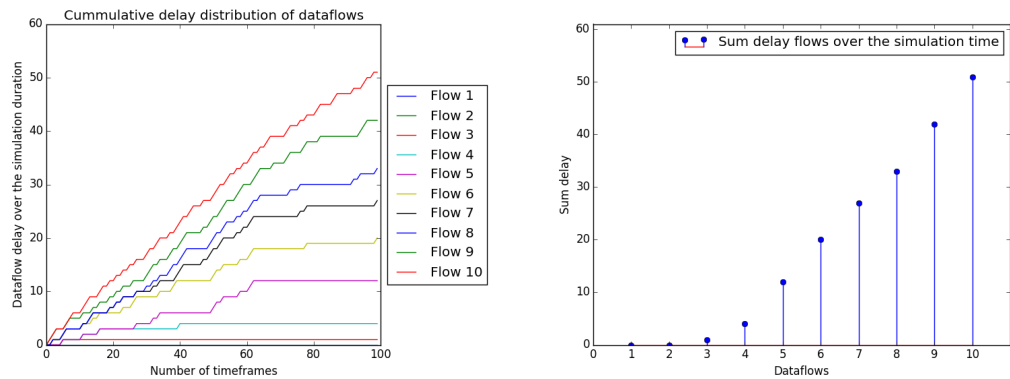 Cummulative delay distribution of dataflows
60
50
40
30
20
10
0
0
20
40
60
80
100
Dataflow delay over the simulation duration
Number of timeframes
Flow 1
Flow 2
Flow 3
Flow 4
Flow 5
Flow 6
Flow 7
Flow 8
Flow 9
Flow 10
Sum delay flows over the simulation time
60
50
40
30
20
10
0
0
1
2
3
4
5
6
7
8
9
10
Sum delay
Dataflows